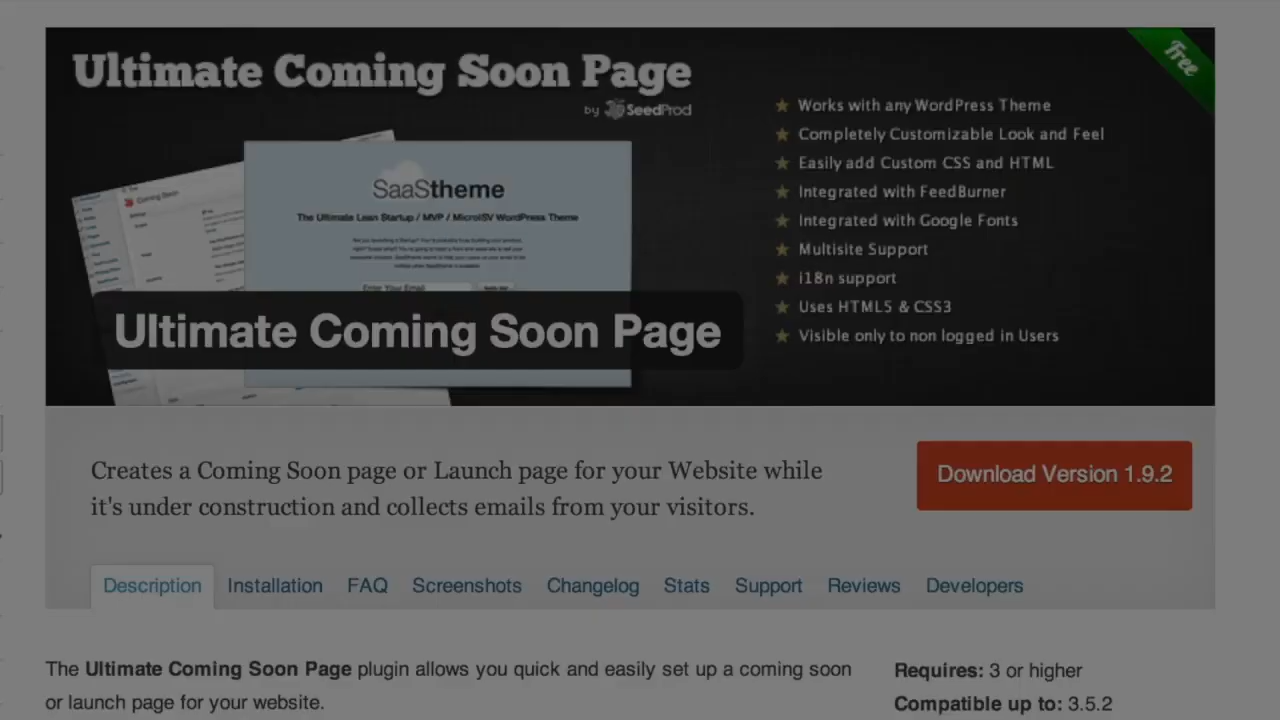 Ultimate Coming Soon Page
by SeedProd
Free
Works with any WordPress Theme
Completely Customizable Look and Feel
Easily add Custom CSS and HTML
Integrated with FeedBurner
Integrated with Google Fonts
Multisite Support
i18n support
Uses HTML5 & CSS3
Visible only to non logged in Users
Coming Soon
SaaStheme
The Ultimate Lean Startup / MVP / MicroISV WordPress Theme
Enter Your Email
Ultimate Coming Soon Page
Creates a Coming Soon page or Launch page for your Website while
it's under construction and collects emails from your visitors.
Download Version 1.9.2
Description Installation FAQ Screenshots Changelog Stats Support Reviews Developers
The Ultimate Coming Soon Page plugin allows you quick and easily set up a coming soon
or launch page for your website.
Requires: 3 or higher
Compatible up to: 3.5.2